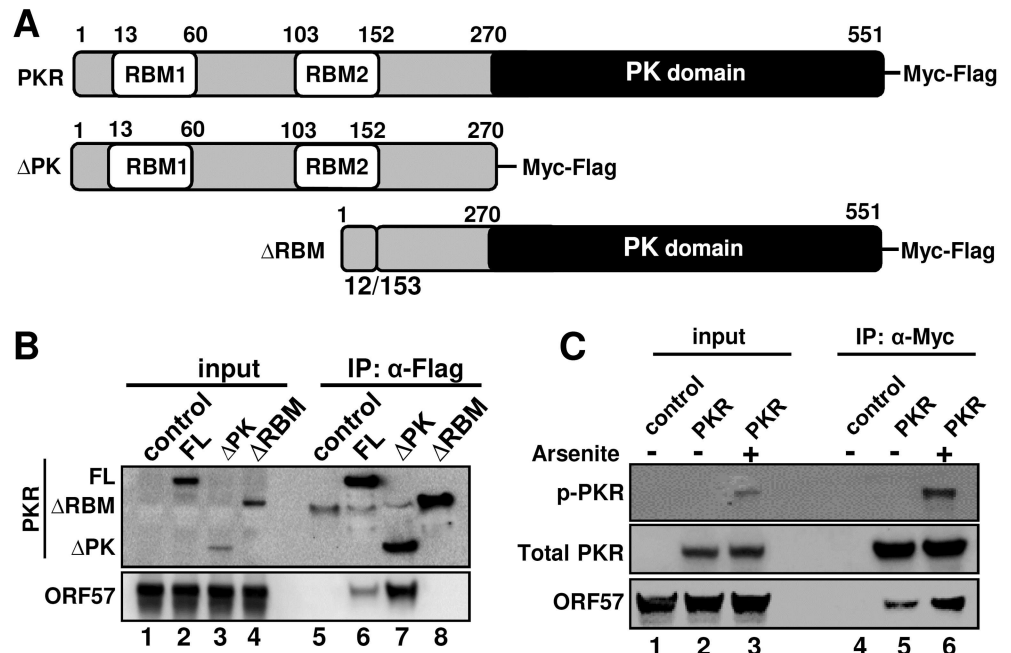 A
1 13 60 103 152 270 551
PKR RBM1 RBM2 PK domain Myc-Flag
1 13 60 103 152 270
ΔPK RBM1 RBM2 Myc-Flag
1 270 551
ΔRBM PK domain Myc-Flag
12/153
B
input IP: α-Flag
control FL ΔPK ΔRBM control FL ΔPK ΔRBM
PKR
FL
ΔRBM
ΔPK
ORF57
1 2 3 4 5 6 7 8
C
input IP: α-Myc
control PKR PKR control PKR PKR
Arsenite - - + - - +
p-PKR
Total PKR
ORF57
1 2 3 4 5 6